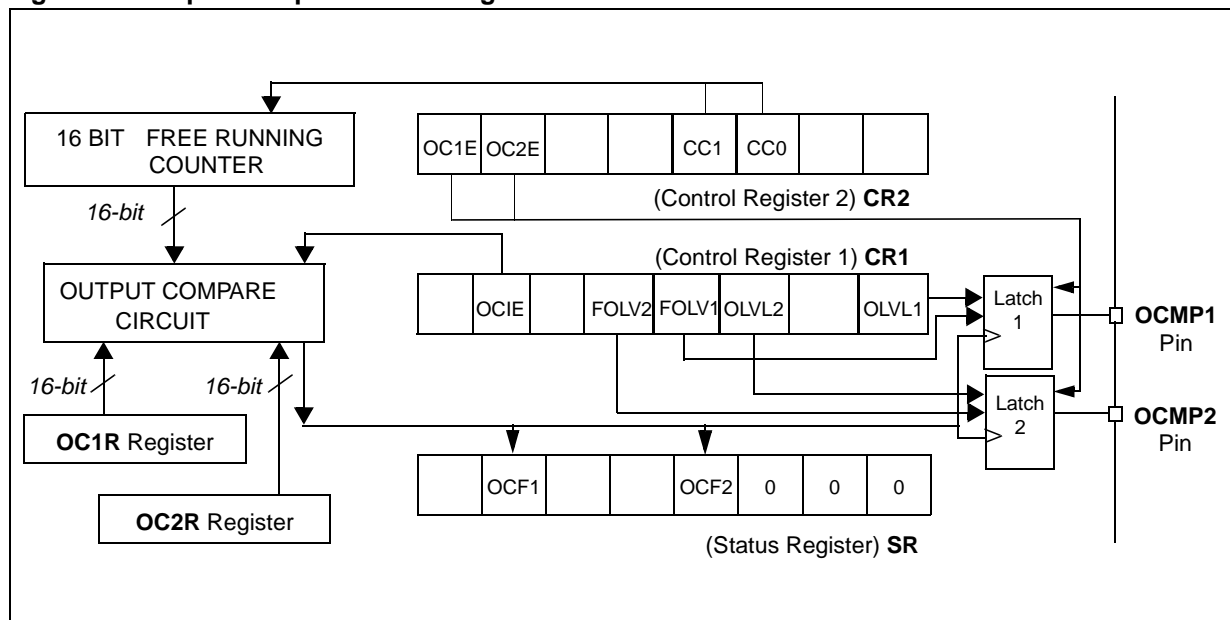 16 BIT FREE RUNNING
COUNTER
16-bit
OC1E OC2E CC1 CC0
(Control Register 2) CR2
(Control Register 1) CR1
OUTPUT COMPARE
CIRCUIT
OCIE FOLV2 FOLV1 OLVL2 OLVL1
Latch
1
OCMP1
Pin
16-bit 16-bit
Latch
2
OCMP2
Pin
OC1R Register
OCF1 OCF2 0 0 0
OC2R Register
(Status Register) SR